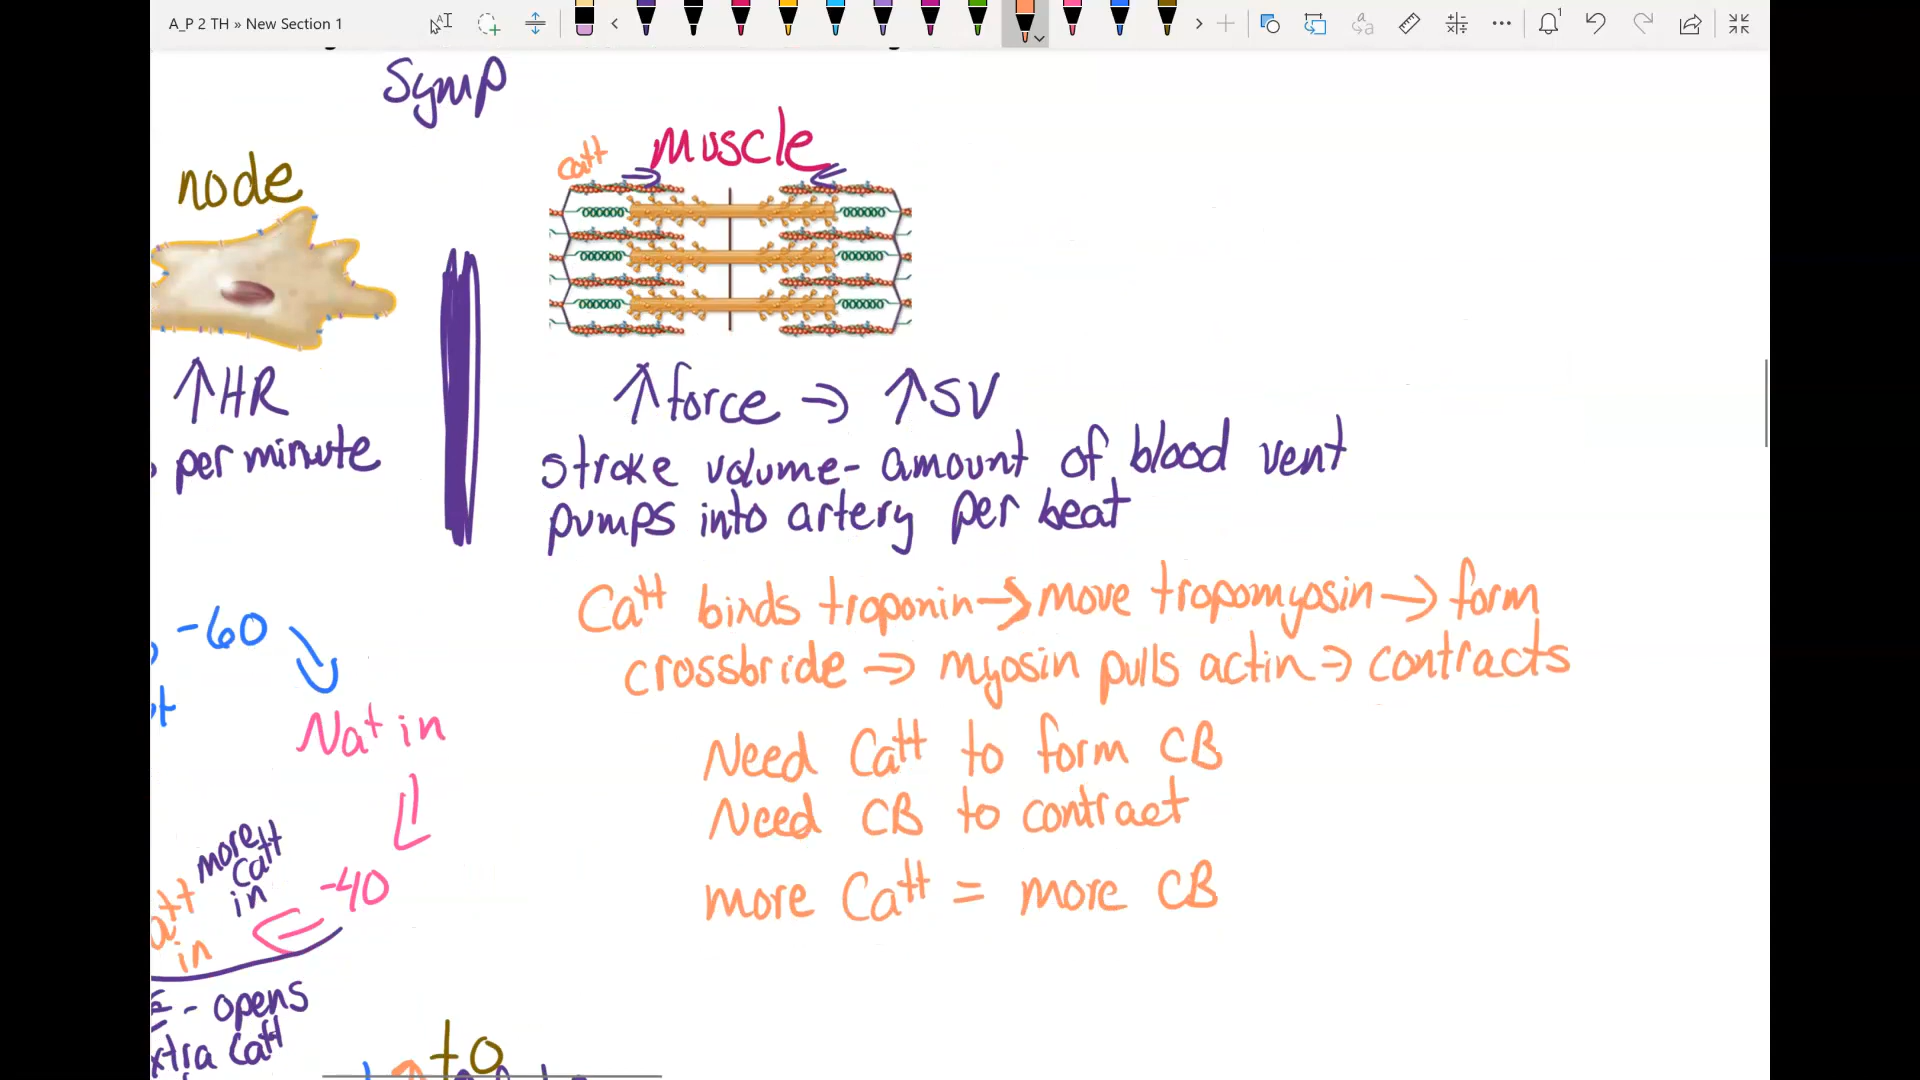 A_P 2 TH » New Section 1
Symp
node
Ca++
muscle
↑HR
per minute
↑force → ↑SV
stroke volume- amount of blood vent
pumps into artery per beat
Ca++ binds troponin → move tropomyosin → form
crossbride → myosin pulls actin → contracts
Need Ca++ to form CB
Need CB to contract
more Ca++ = more CB
-60
Na+ in
-40
more
Ca++
in
in
- opens
xtra Ca++
to